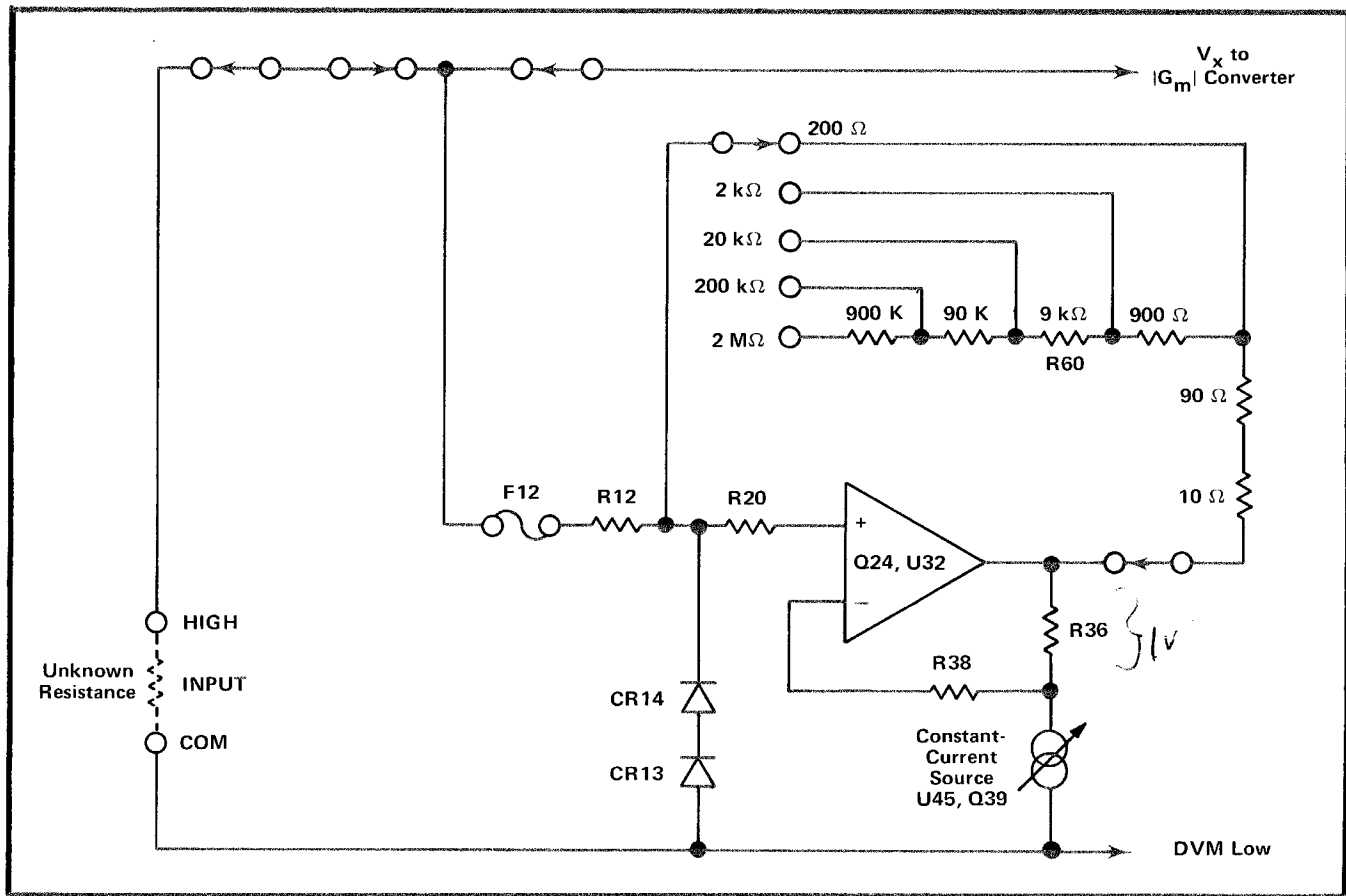 V_x to
|G_m| Converter
200 Ω
2 kΩ
20 kΩ
200 kΩ
2 MΩ
900 K
90 K
9 kΩ
900 Ω
R60
90 Ω
10 Ω
F12
R12
R20
+
Q24, U32
−
R36
1V
R38
HIGH
Unknown
Resistance
INPUT
COM
CR14
CR13
Constant-
Current
Source
U45, Q39
DVM Low